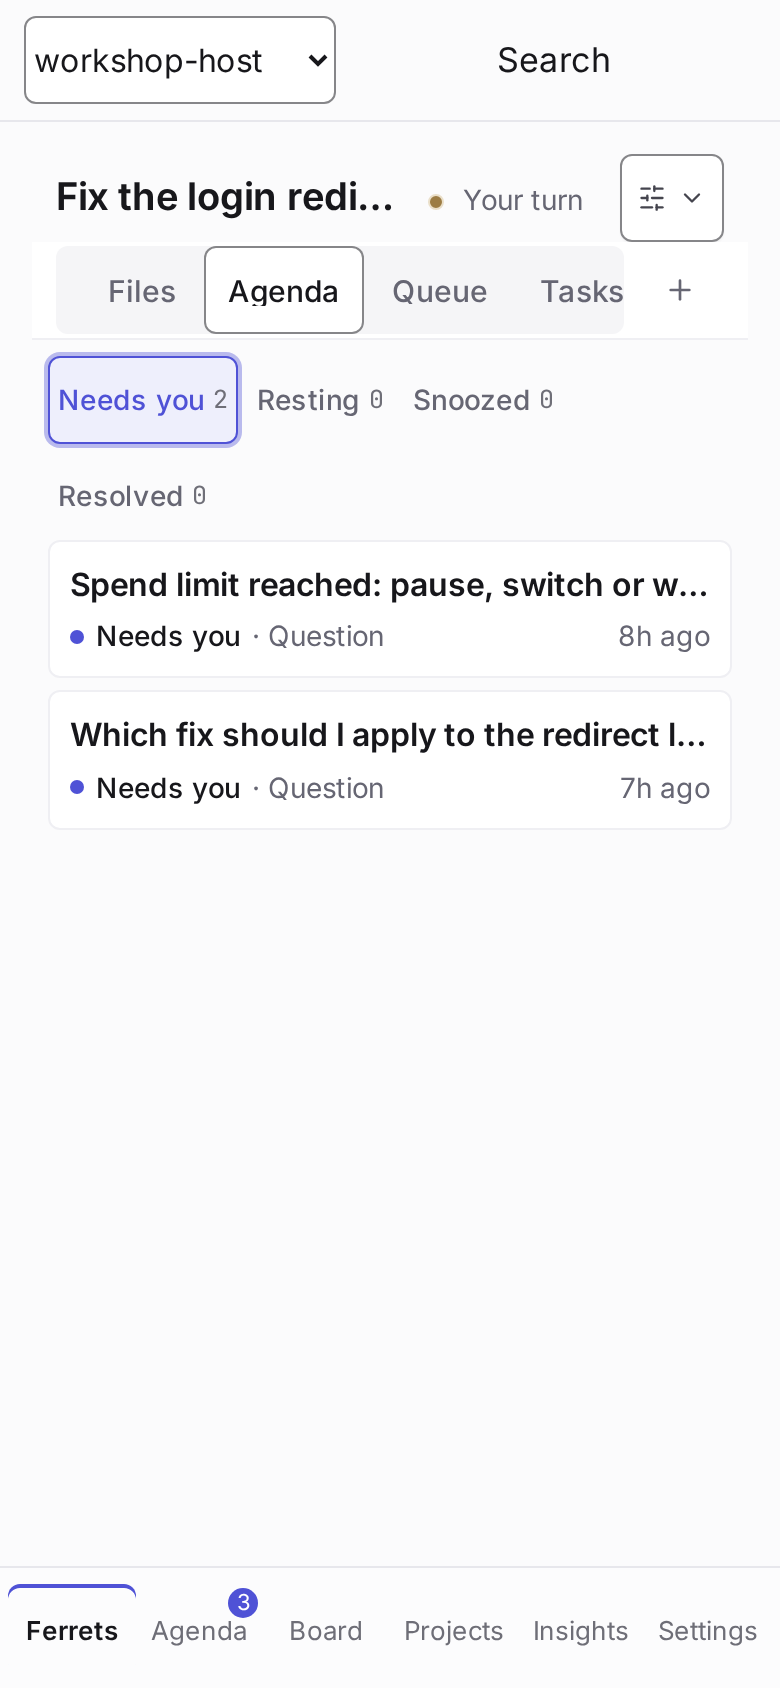 workshop-host Search
Fix the login redi... Your turn
Files Agenda Queue Tasks +
Needs you 2 Resting 0 Snoozed 0
Resolved 0
Spend limit reached: pause, switch or w...
Needs you · Question 8h ago
Which fix should I apply to the redirect l...
Needs you · Question 7h ago
3
Ferrets Agenda Board Projects Insights Settings